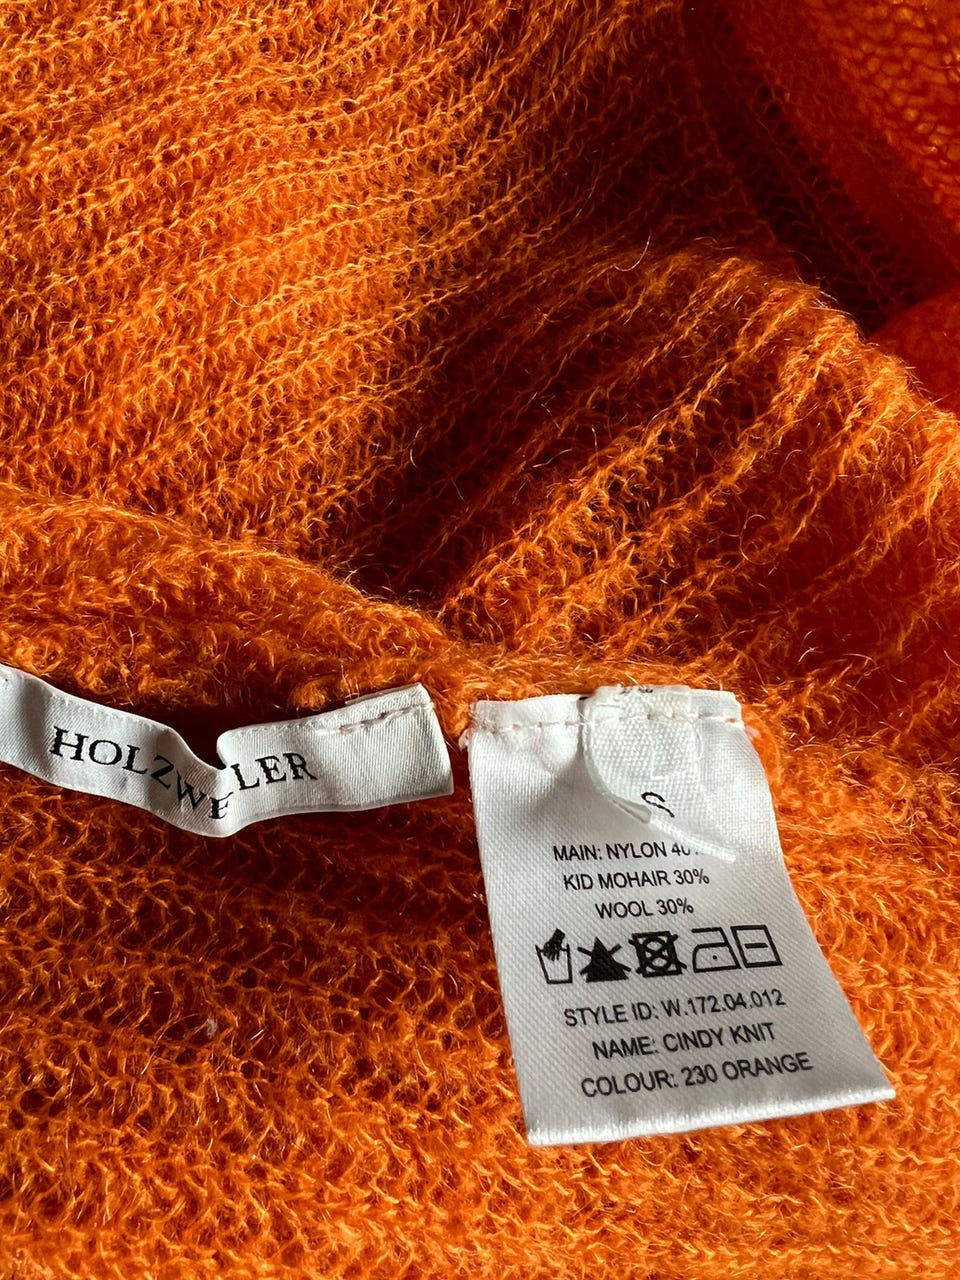 HOLZWEILER
S
MAIN: NYLON 40
KID MOHAIR 30%
WOOL 30%
STYLE ID: W.172.04.012
NAME: CINDY KNIT
COLOUR: 230 ORANGE